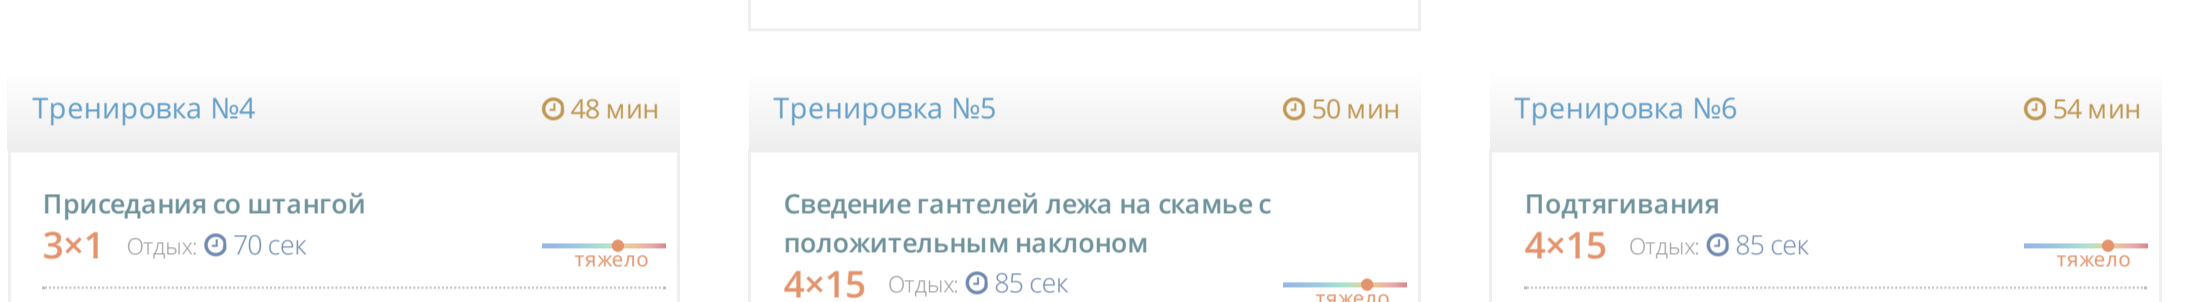 Тренировка №4
48 мин
Приседания со штангой
3×1 Отдых: 70 сек
тяжело
Тренировка №5
50 мин
Сведение гантелей лежа на скамье с
положительным наклоном
4×15 Отдых: 85 сек
тяжело
Тренировка №6
54 мин
Подтягивания
4×15 Отдых: 85 сек
тяжело